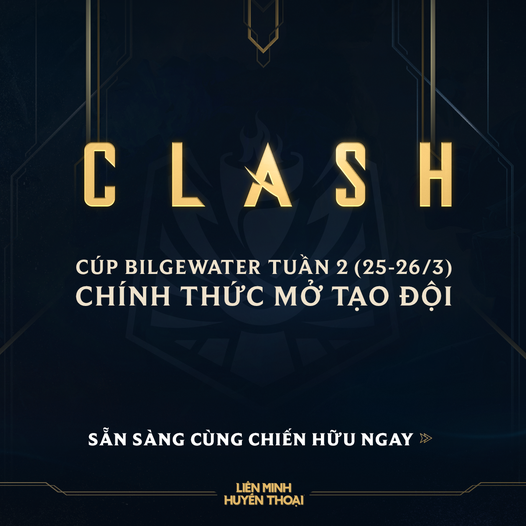 CLASH
CÚP BILGEWATER TUẦN 2 (25-26/3)
CHÍNH THỨC MỞ TẠO ĐỘI
SẴN SÀNG CÙNG CHIẾN HỮU NGAY
LIÊN MINH
HUYỀN THOẠI